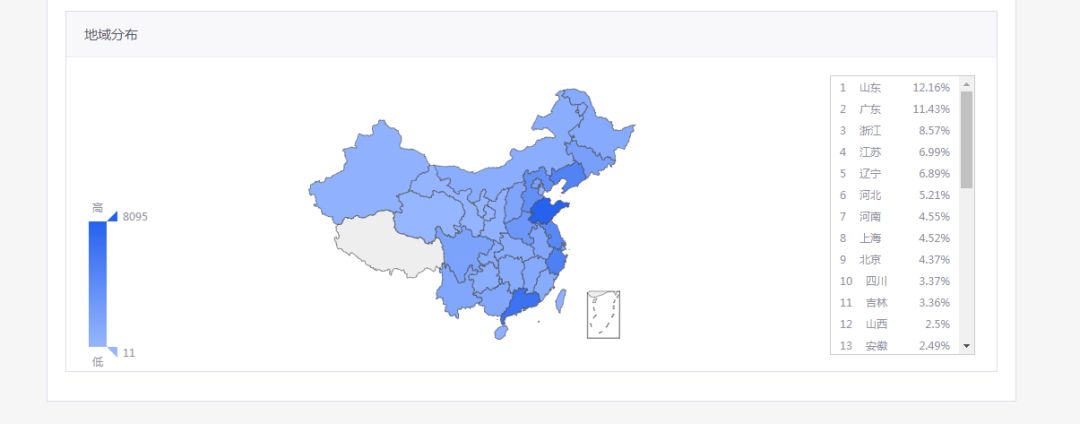 地域分布
高
8095
11
低
1 山东 12.16%
2 广东 11.43%
3 浙江 8.57%
4 江苏 6.99%
5 辽宁 6.89%
6 河北 5.21%
7 河南 4.55%
8 上海 4.52%
9 北京 4.37%
10 四川 3.37%
11 吉林 3.36%
12 山西 2.5%
13 安徽 2.49%